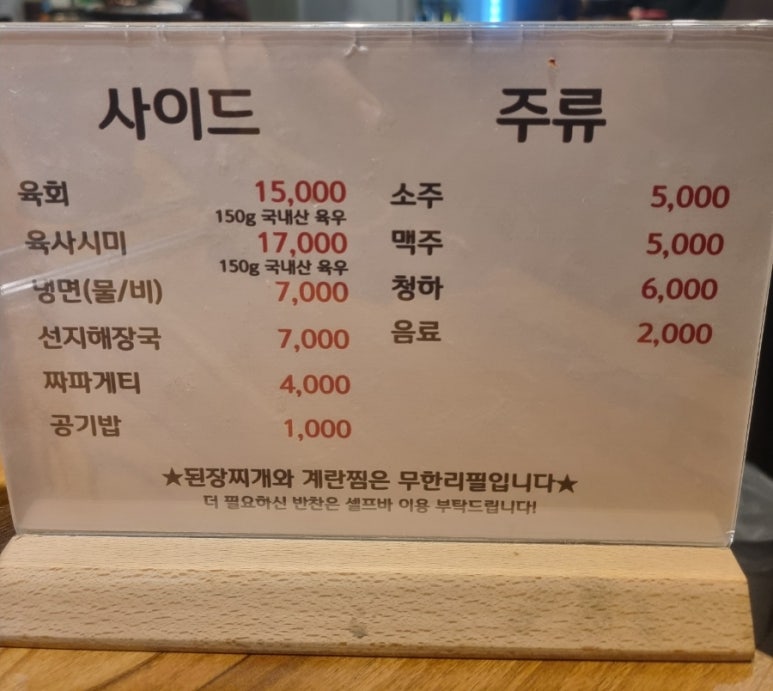 사이드
육회 15,000
150g 국내산 육우
육사시미 17,000
150g 국내산 육우
냉면(물/비) 7,000
선지해장국 7,000
짜파게티 4,000
공기밥 1,000
주류
소주 5,000
맥주 5,000
청하 6,000
음료 2,000
★된장찌개와 계란찜은 무한리필입니다★
더 필요하신 반찬은 셀프바 이용 부탁드립니다!